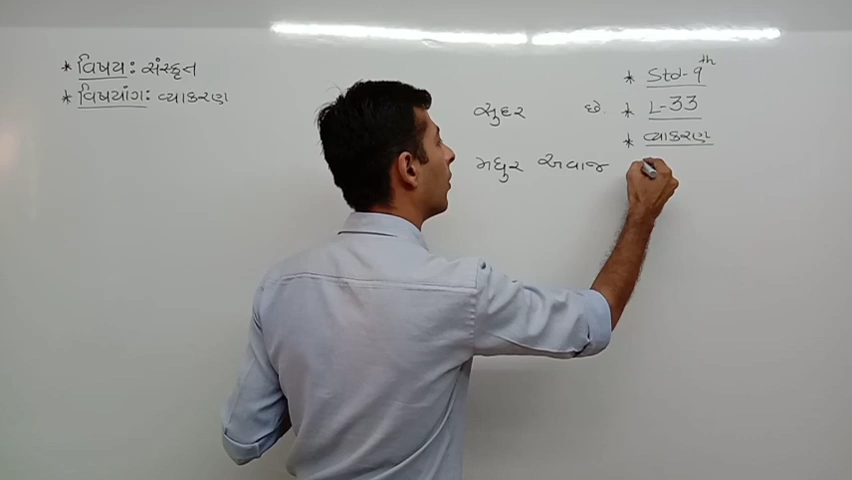 * વિષય: સંસ્કૃત
* વિષયાંગ: વ્યાકરણ
* Std-9th
* L-33
* વ્યાકરણ
સુંદર છે.
મધુર અવાજ